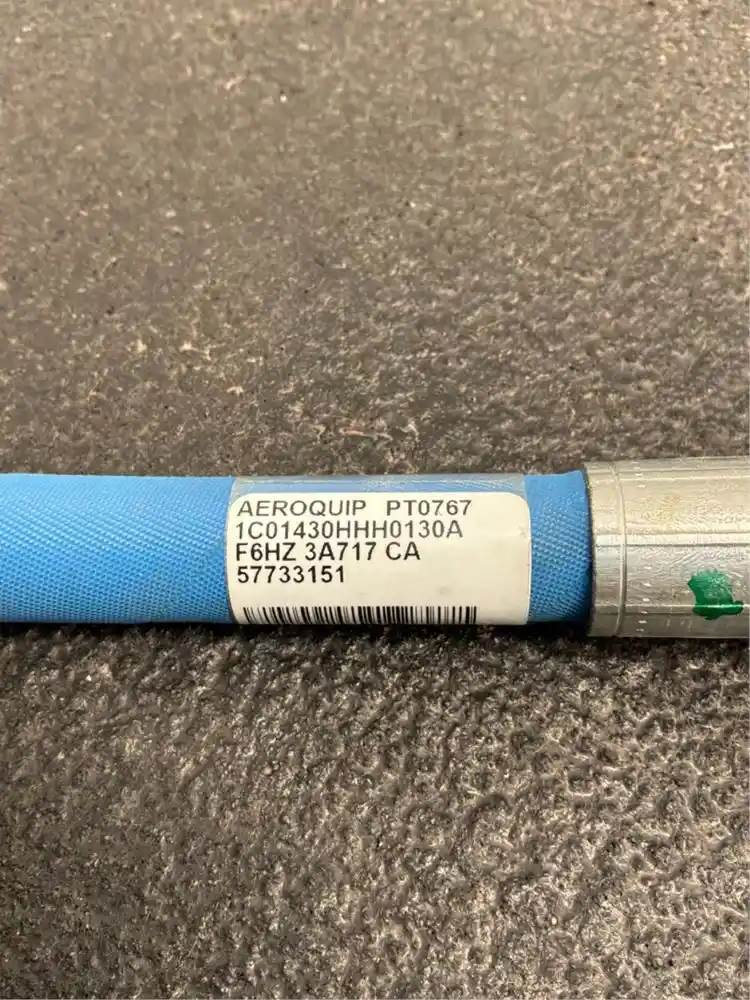 AEROQUIP PT0767
1C01430HHH0130A
F6HZ 3A717 CA
57733151